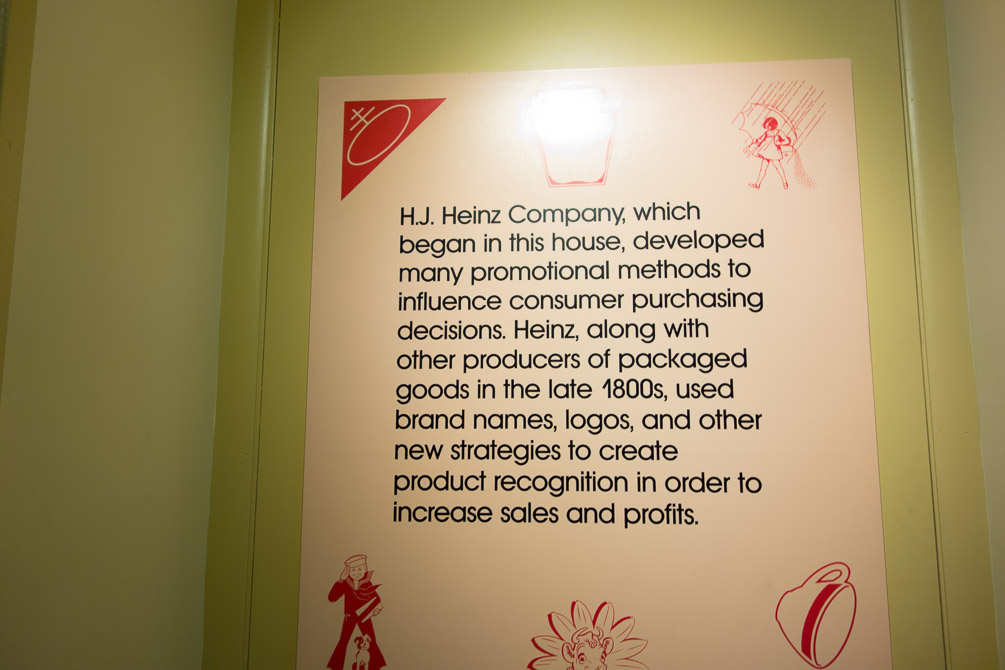 H.J. Heinz Company, which
began in this house, developed
many promotional methods to
influence consumer purchasing
decisions. Heinz, along with
other producers of packaged
goods in the late 1800s, used
brand names, logos, and other
new strategies to create
product recognition in order to
increase sales and profits.